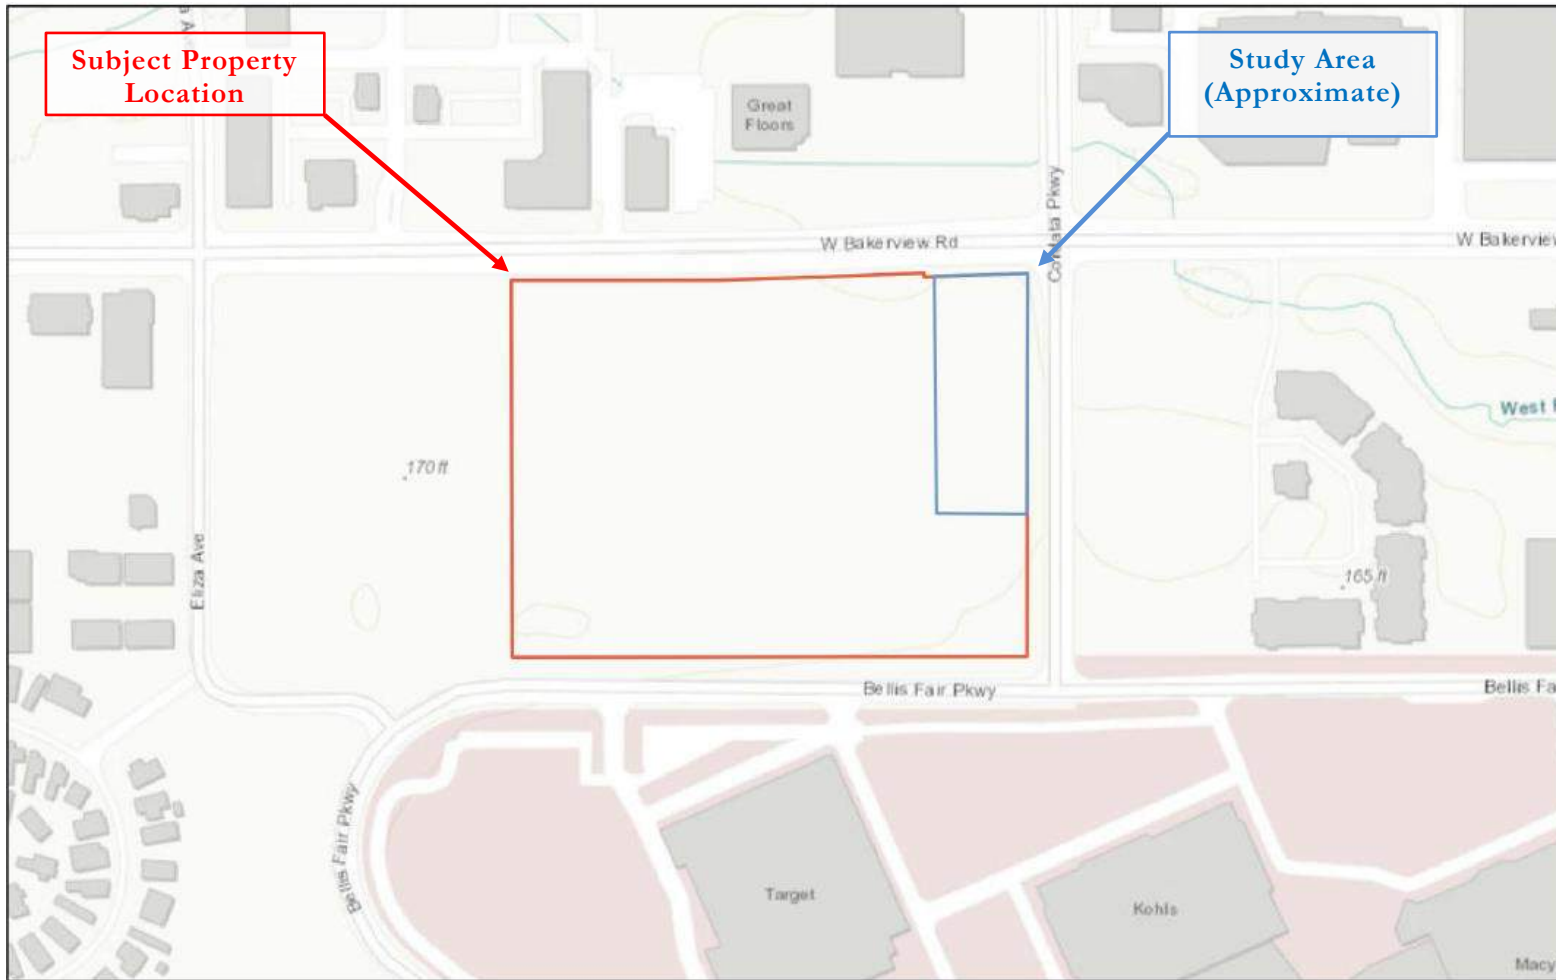 Subject Property
Location
Study Area
(Approximate)
Great
Floors
W Bakerview Rd
W Bakerview
Pkwy
170 ft
West
Eliza Ave
165 ft
Bellis Fair Pkwy
Bellis Fa
Bellis Fair Pkwy
Target
Kohls
Macy